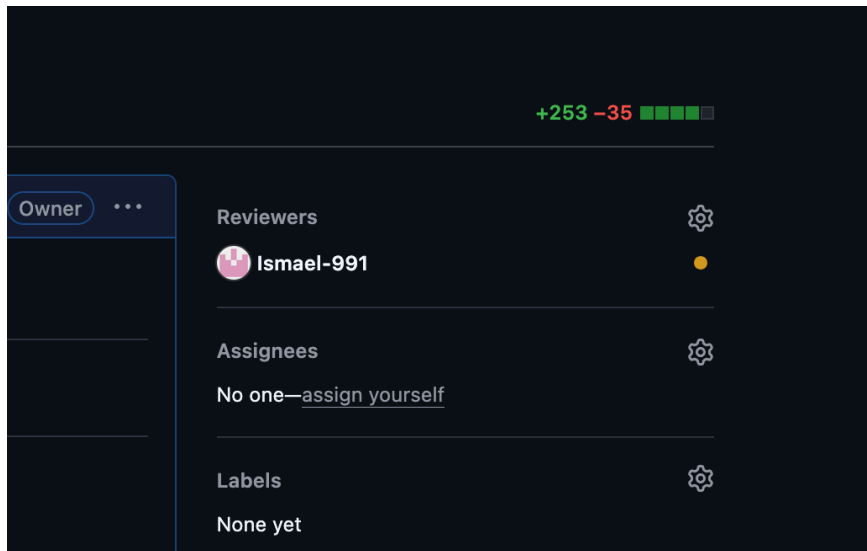 +253 −35
Owner
Reviewers
Ismael-991
Assignees
No one—assign yourself
Labels
None yet